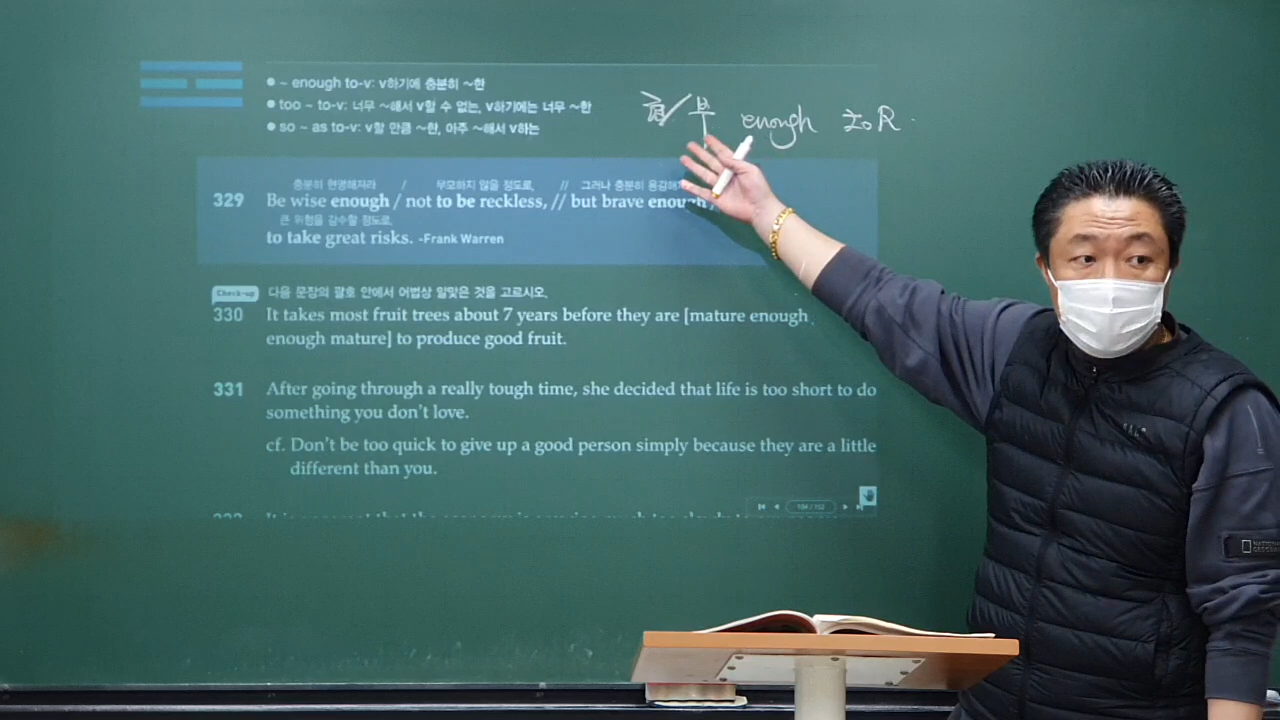 ● ~ enough to-v: v하기에 충분히 ~한
● too ~ to-v: 너무 ~해서 v할 수 없는, v하기에는 너무 ~한
● so ~ as to-v: v할 만큼 ~한, 아주 ~해서 v하는
형/부 enough to R.
충분히 현명해져라 / 무모하지 않을 정도로, // 그러나 충분히 용감해
329 Be wise enough / not to be reckless, // but brave enough
큰 위험을 감수할 정도로.
to take great risks. -Frank Warren
Check-up 다음 문장의 괄호 안에서 어법상 알맞은 것을 고르시오.
330 It takes most fruit trees about 7 years before they are [mature enough
enough mature] to produce good fruit.
331 After going through a really tough time, she decided that life is too short to do
something you don't love.
cf. Don't be too quick to give up a good person simply because they are a little
different than you.
104 / 152
NATIONAL